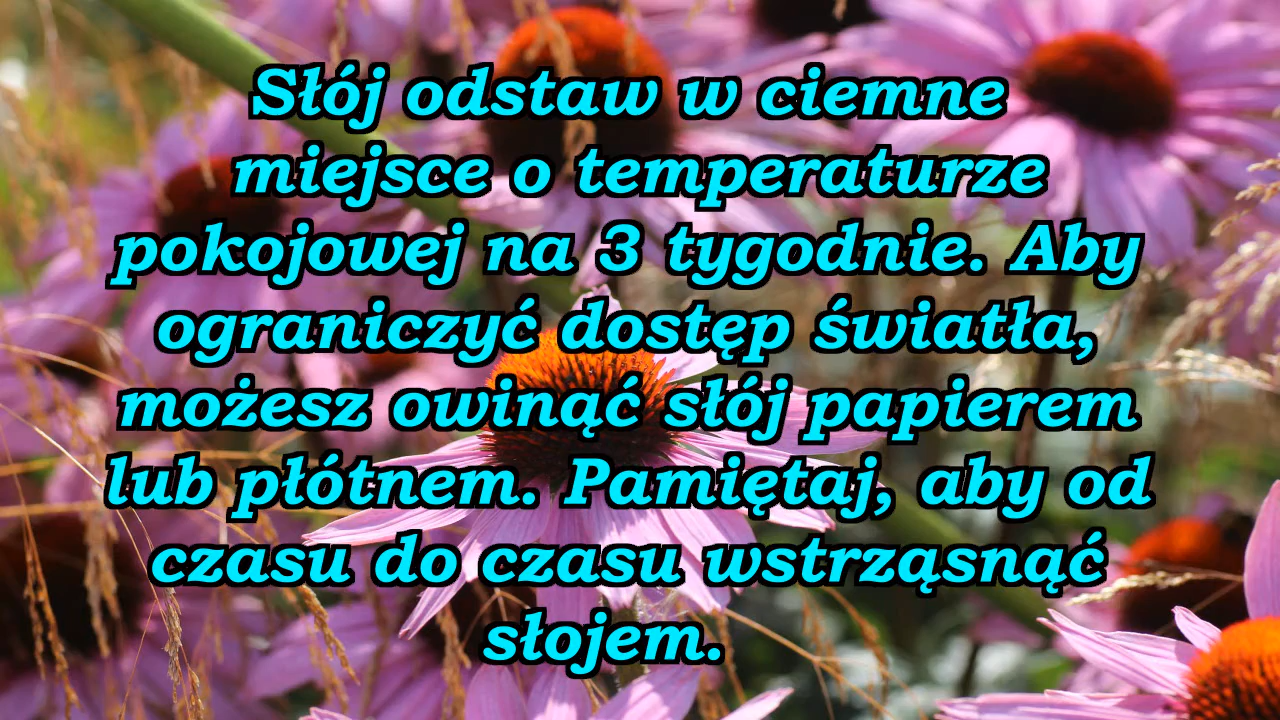 Słój odstaw w ciemne
miejsce o temperaturze
pokojowej na 3 tygodnie. Aby
ograniczyć dostęp światła,
możesz owinąć słój papierem
lub płótnem. Pamiętaj, aby od
czasu do czasu wstrząsnąć
słojem.